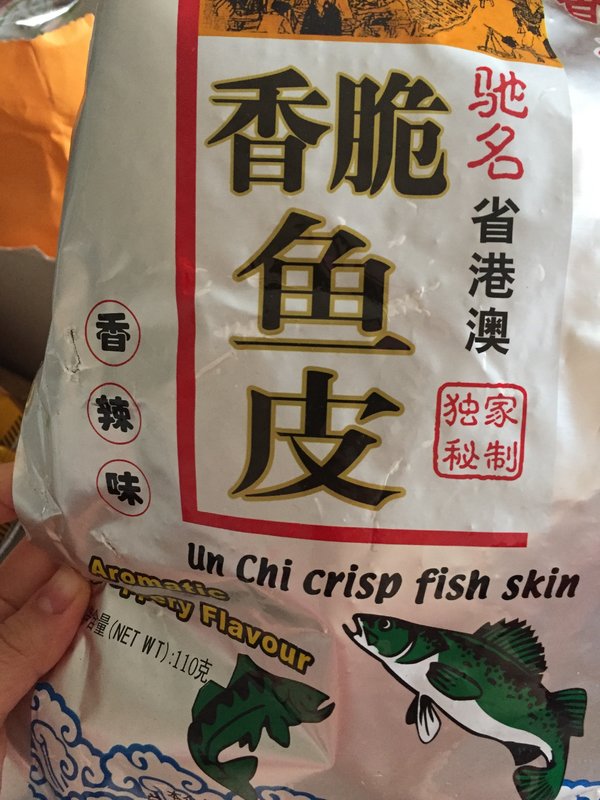 香脆
鱼
皮
驰名
省港澳
独家
秘制
香辣味
un Chi crisp fish skin
Aromatic
Flavour
量(NET WT):110克